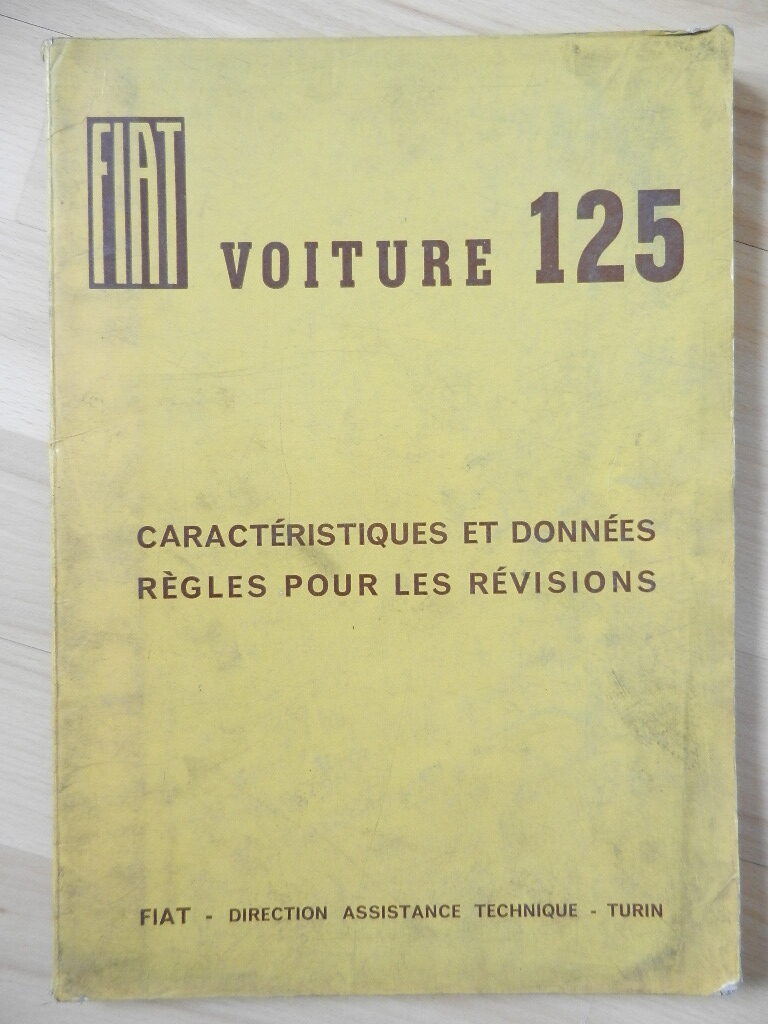 FIAT
VOITURE 125
CARACTÉRISTIQUES ET DONNÉES
RÈGLES POUR LES RÉVISIONS
FIAT - DIRECTION ASSISTANCE TECHNIQUE - TURIN